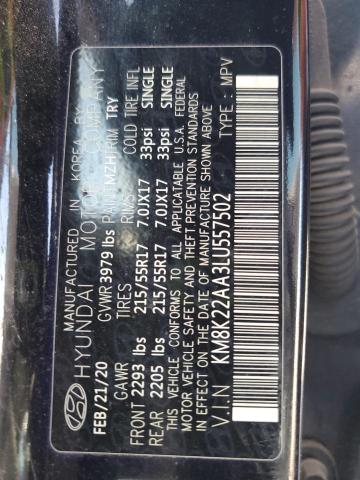 MANUFACTURED IN KOREA BY
HYUNDAI MOTOR COMPANY
FEB/21/20 GVWR 3979 lbs PAINT MZH TRIM TRY
GAWR TIRES RIMS COLD TIRE INFL
FRONT 2293 lbs 215/55R17 7.0JX17 33psi SINGLE
REAR 2205 lbs 215/55R17 7.0JX17 33psi SINGLE
THIS VEHICLE CONFORMS TO ALL APPLICABLE U.S.A. FEDERAL
MOTOR VEHICLE SAFETY AND THEFT PREVENTION
STANDARDS IN EFFECT ON THE DATE OF MANUFACTURE SHOWN ABOVE
V.I.N : KM8K22AA3LU557502 TYPE : MPV